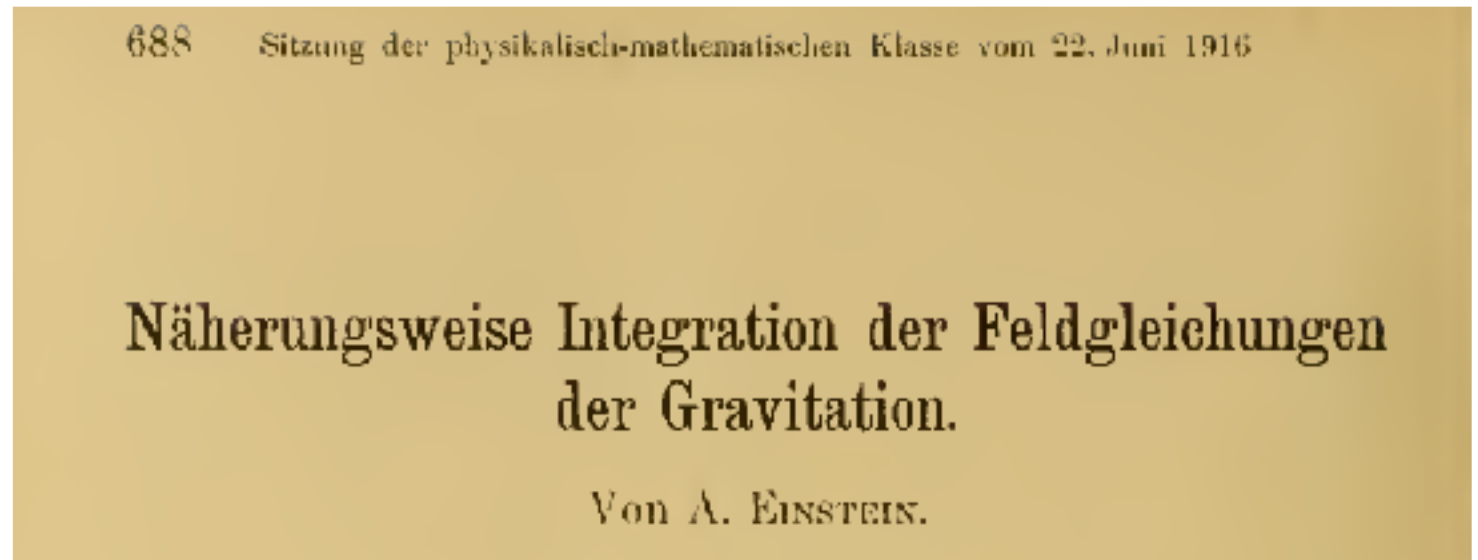 688 Sitzung der physikalisch-mathematischen Klasse vom 22. Juni 1916
Näherungsweise Integration der Feldgleichungen
der Gravitation.
Von A. EINSTEIN.